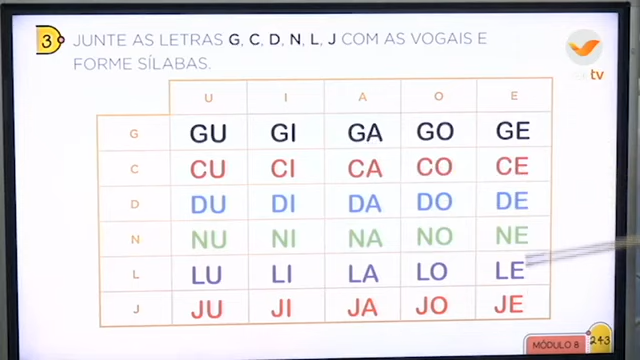 3 JUNTE AS LETRAS G, C, D, N, L, J COM AS VOGAIS E
FORME SÍLABAS.
tv
U I A O E
G GU GI GA GO GE
C CU CI CA CO CE
D DU DI DA DO DE
N NU NI NA NO NE
L LU LI LA LO LE
J JU JI JA JO JE
MÓDULO 8 243